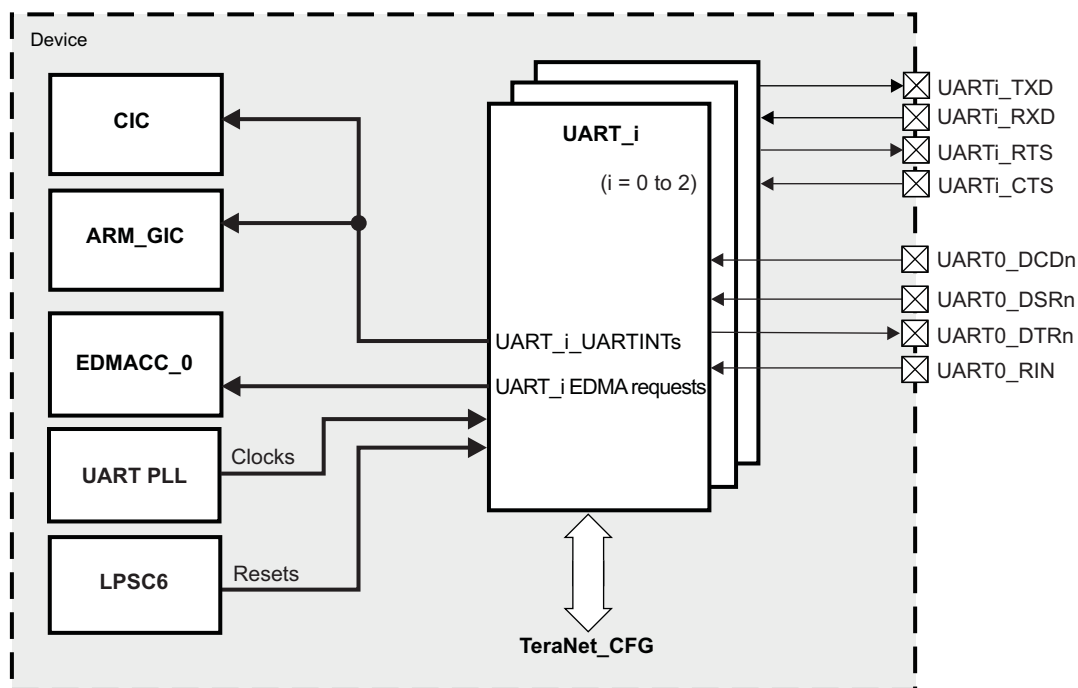 Device
CIC
ARM_GIC
EDMACC_0
UART PLL
LPSC6
Clocks
Resets
UART_i
(i = 0 to 2)
UART_i_UARTINTs
UART_i EDMA requests
TeraNet_CFG
UARTi_TXD
UARTi_RXD
UARTi_RTS
UARTi_CTS
UART0_DCDn
UART0_DSRn
UART0_DTRn
UART0_RIN